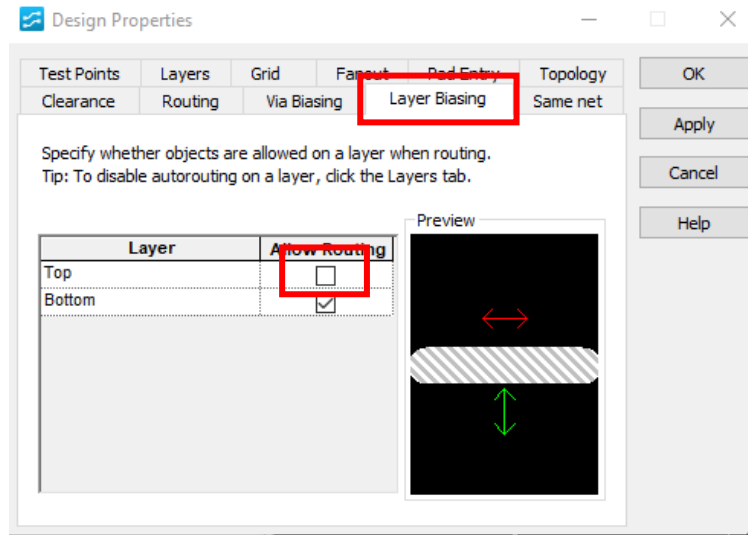 Design Properties
Test Points Layers Grid Fanout Pad Entry Topology
Clearance Routing Via Biasing Layer Biasing Same net
OK
Apply
Cancel
Help
Specify whether objects are allowed on a layer when routing.
Tip: To disable autorouting on a layer, click the Layers tab.
Layer Allow Routing
Top
Bottom
Preview